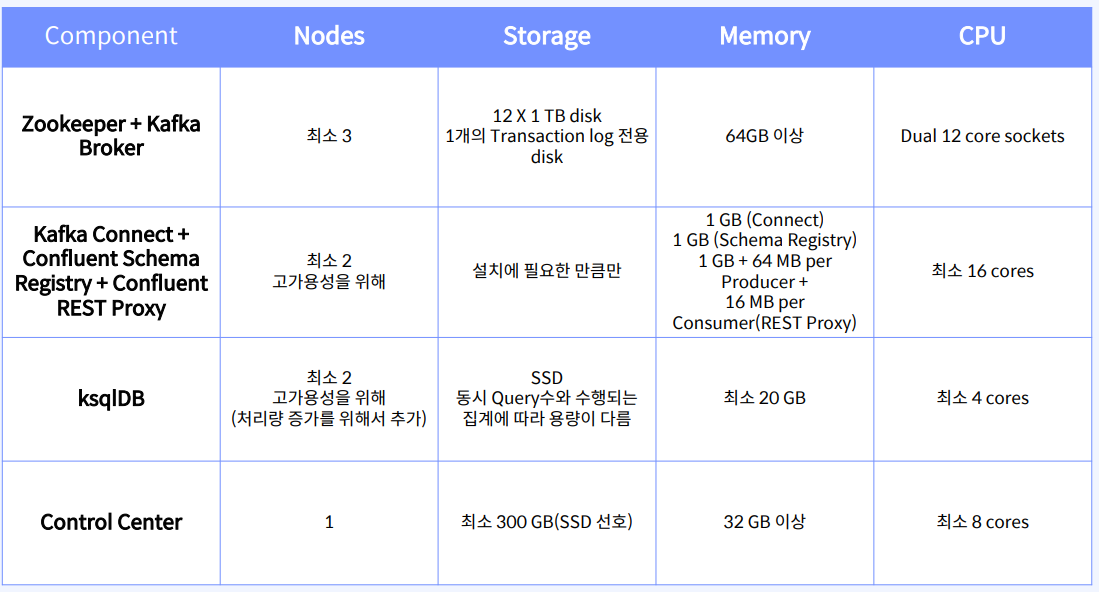 Component
Nodes
Storage
Memory
CPU
Zookeeper + Kafka
Broker
최소 3
12 X 1 TB disk
1개의 Transaction log 전용
disk
64GB 이상
Dual 12 core sockets
Kafka Connect +
Confluent Schema
Registry + Confluent
REST Proxy
최소 2
고가용성을 위해
설치에 필요한 만큼만
1 GB (Connect)
1 GB (Schema Registry)
1 GB + 64 MB per
Producer +
16 MB per
Consumer(REST Proxy)
최소 16 cores
ksqlDB
최소 2
고가용성을 위해
(처리량 증가를 위해서 추가)
SSD
동시 Query수와 수행되는
집계에 따라 용량이 다름
최소 20 GB
최소 4 cores
Control Center
1
최소 300 GB(SSD 선호)
32 GB 이상
최소 8 cores